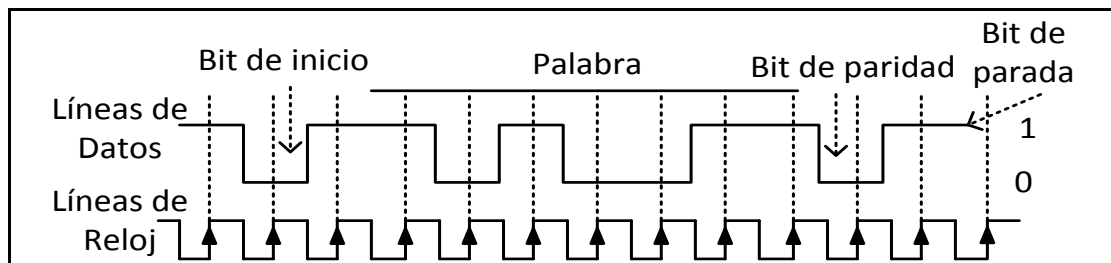 Bit de inicio
Palabra
Bit de paridad
Bit de
parada
Líneas de
Datos
1
0
Líneas de
Reloj